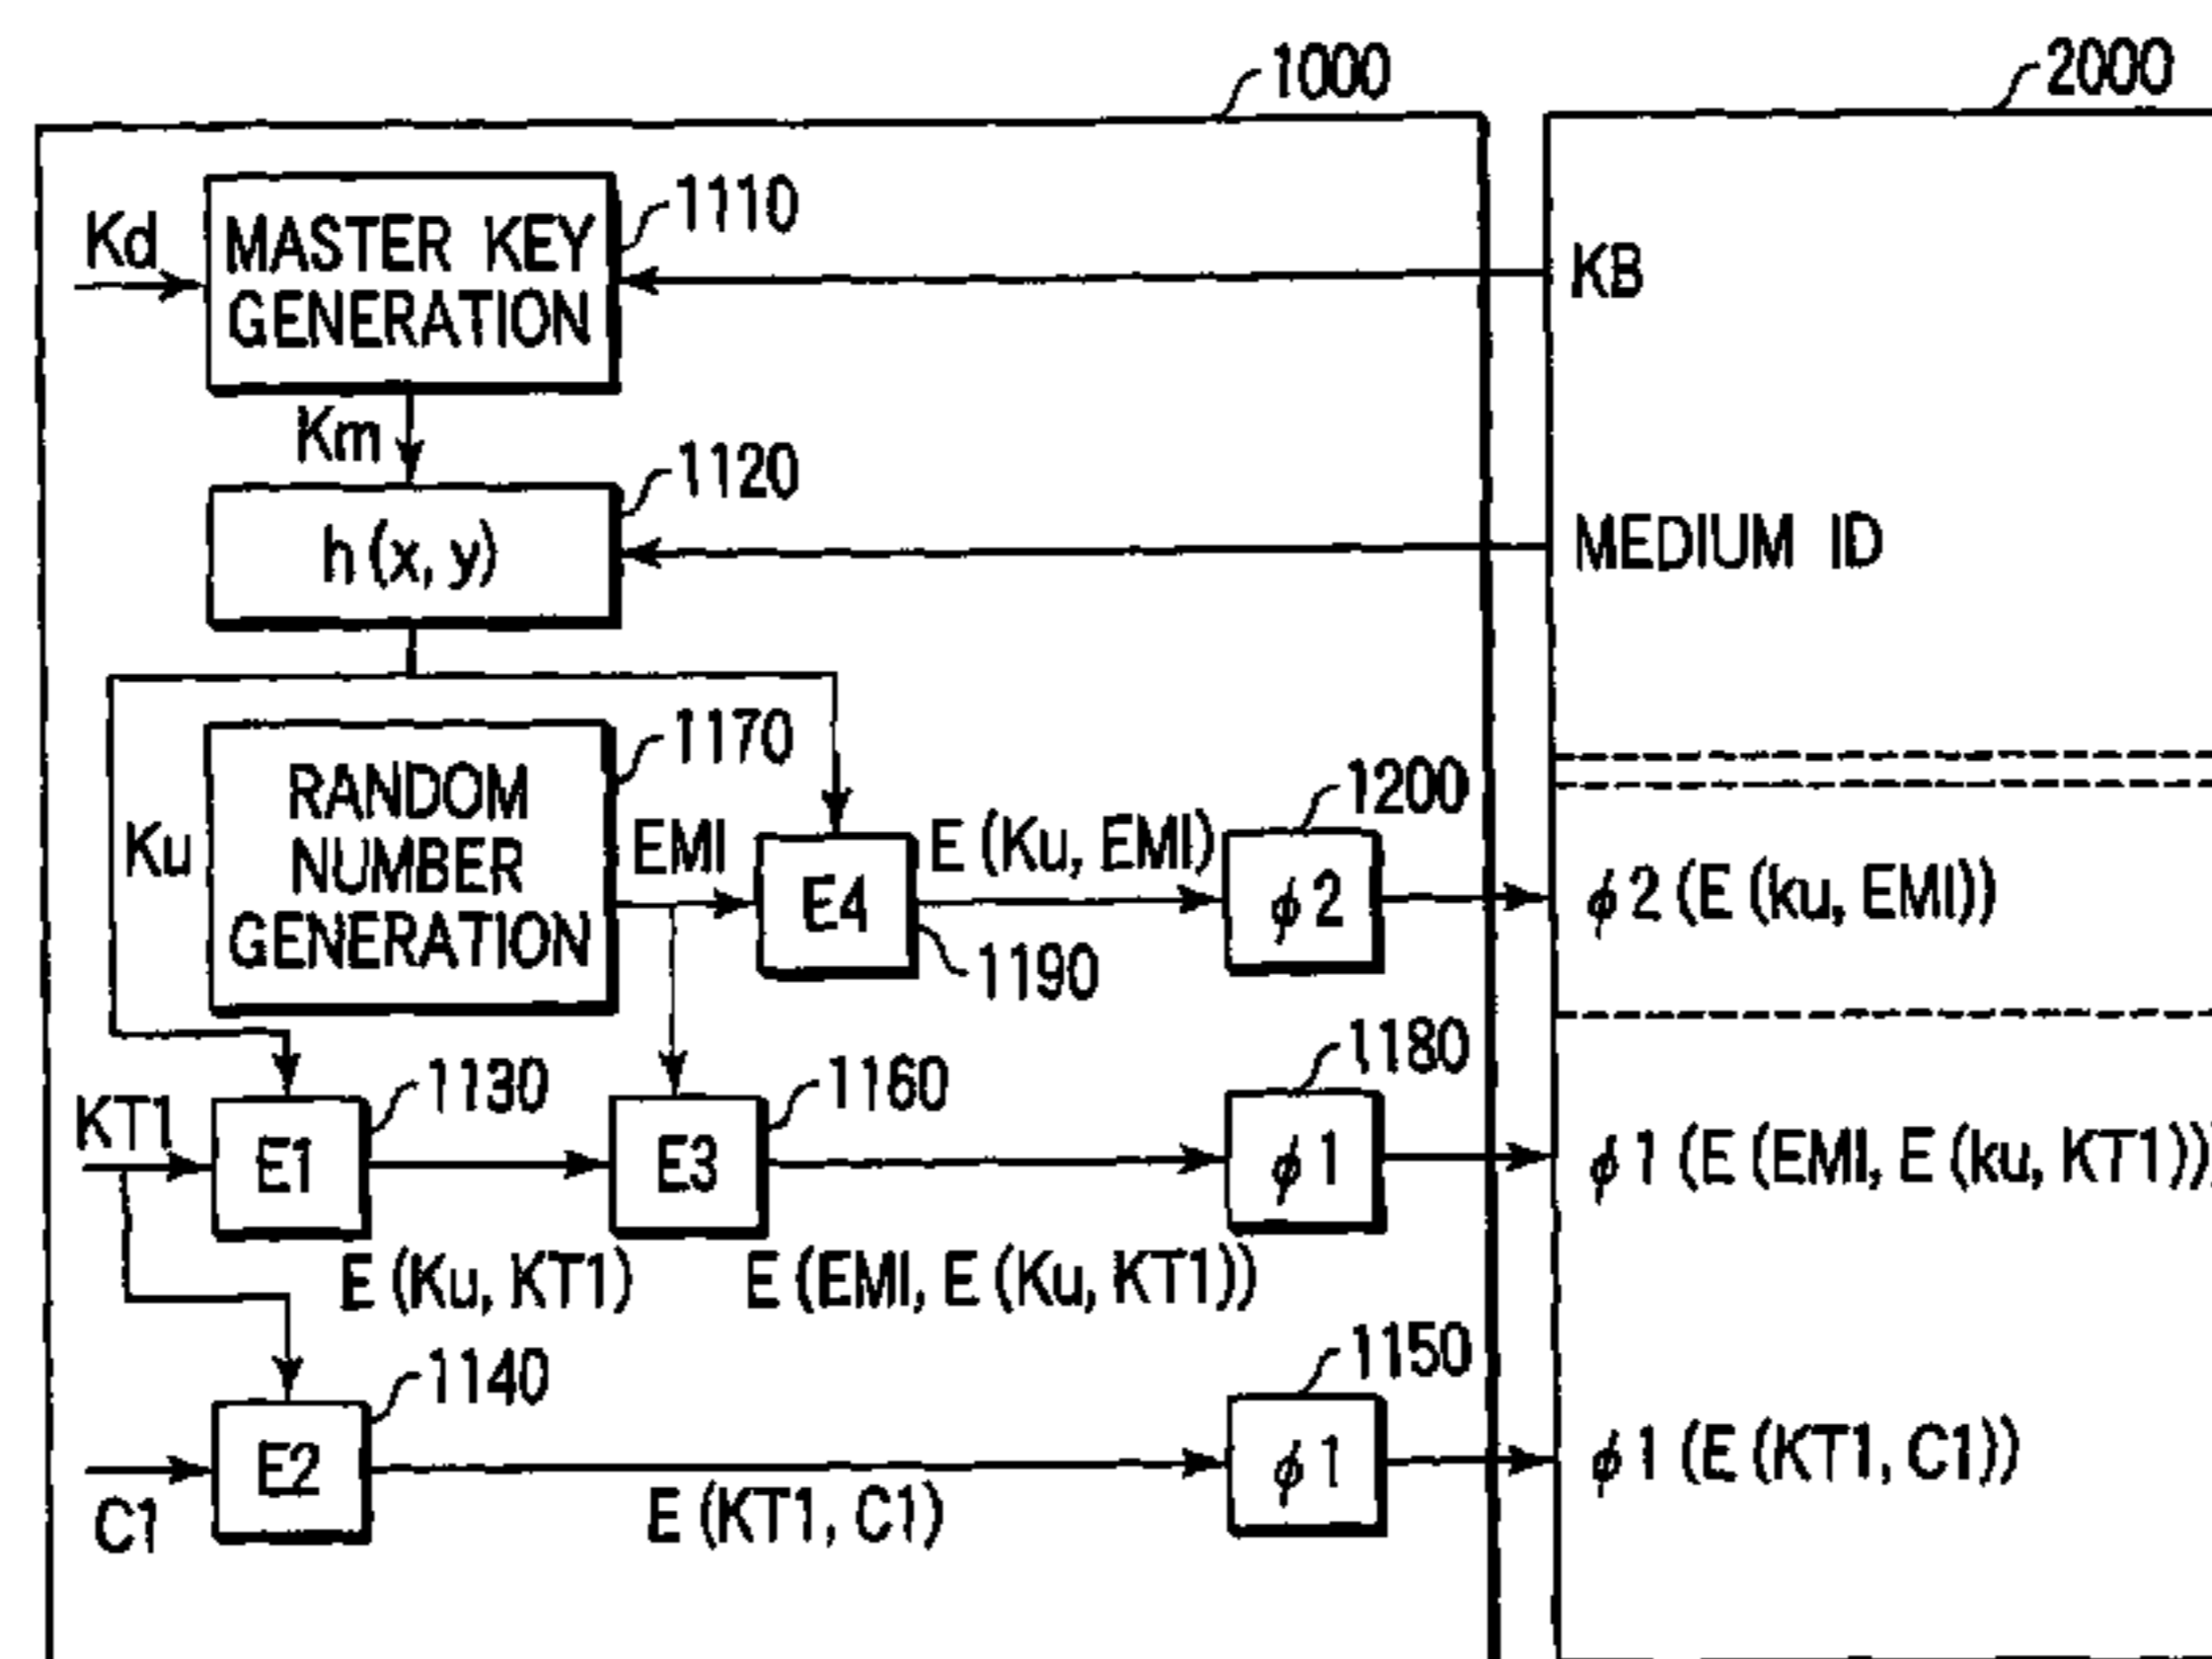 1000
2000
1110
Kd
MASTER KEY
GENERATION
KB
Km
1120
h (x, y)
MEDIUM ID
1170
RANDOM
NUMBER
GENERATION
Ku
EMI
E4
1190
E (Ku, EMI)
1200
ϕ2
ϕ2 (E (ku, EMI))
KT1
1130
E1
E (Ku, KT1)
1160
E3
E (EMI, E (Ku, KT1))
1180
ϕ1
ϕ1 (E (EMI, E (ku, KT1)))
1140
E2
C1
E (KT1, C1)
1150
ϕ1
ϕ1 (E (KT1, C1))